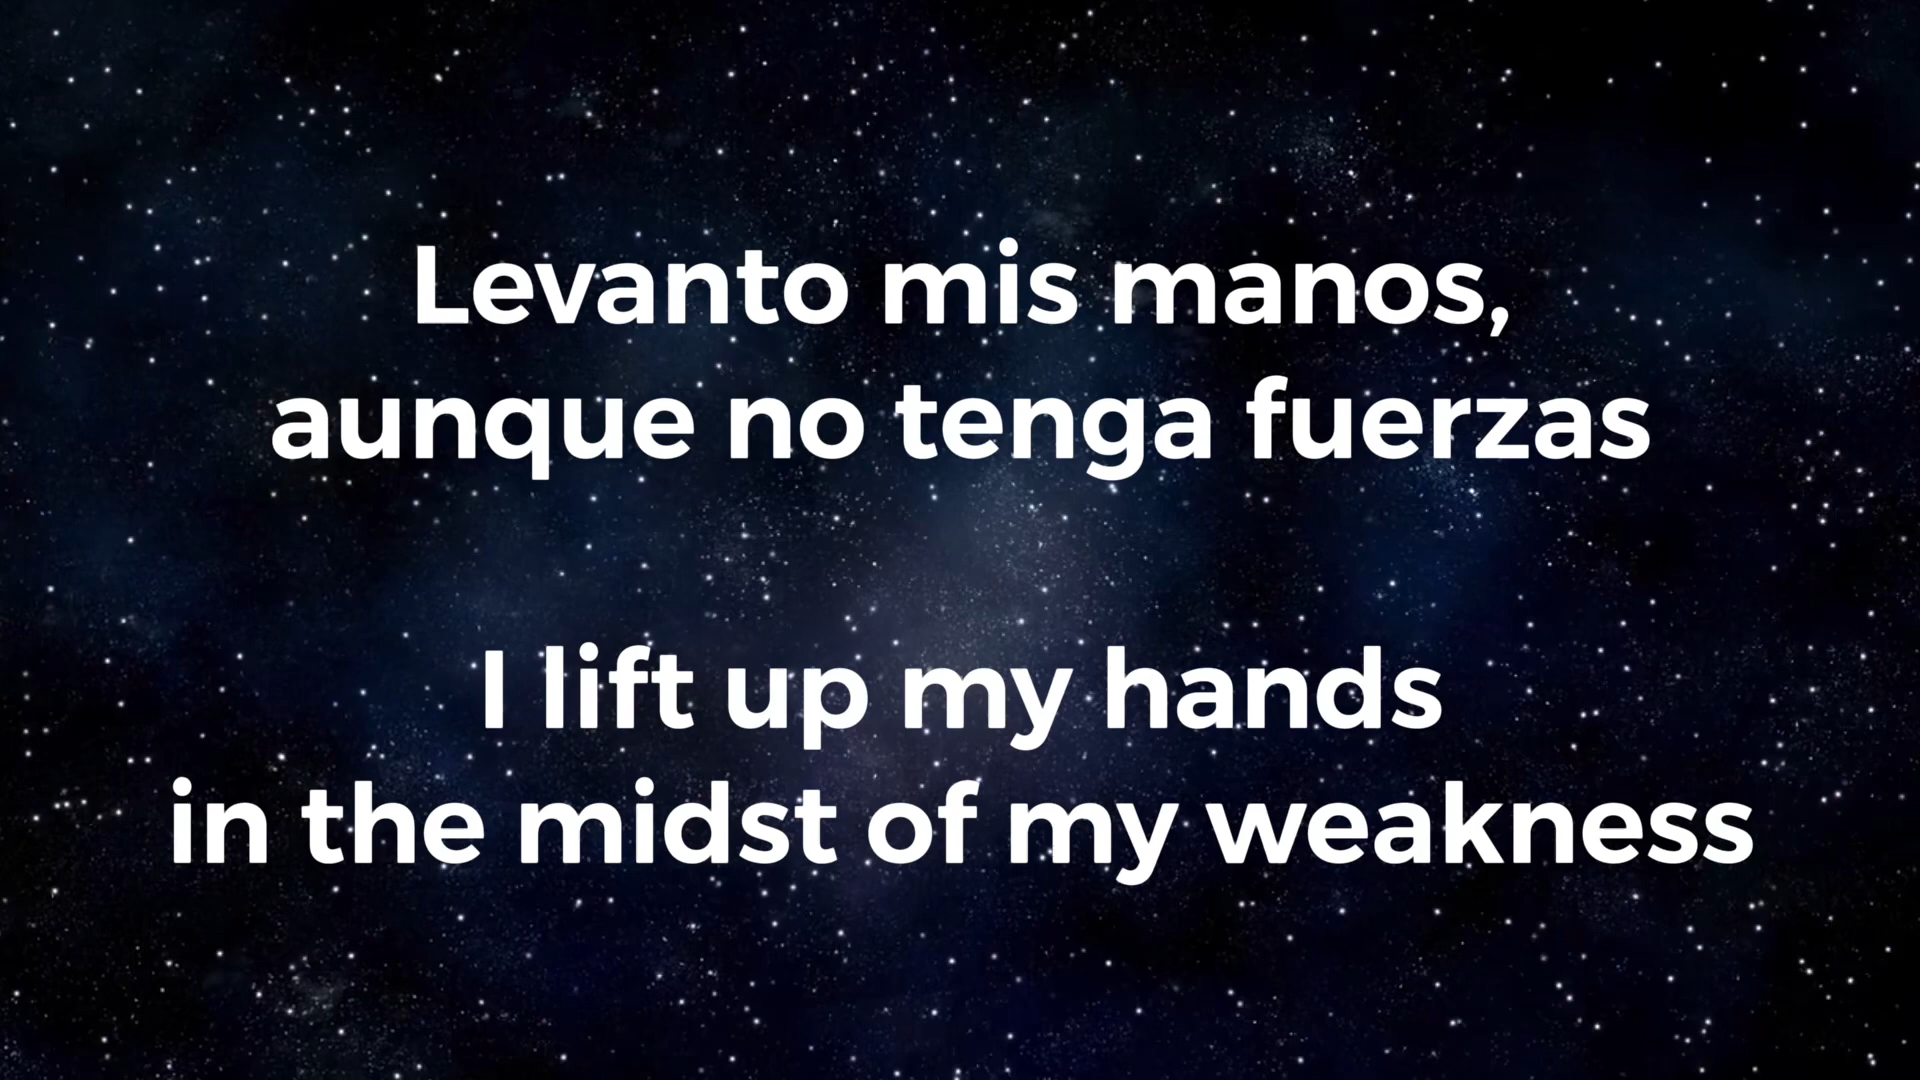 Levanto mis manos,
aunque no tenga fuerzas
I lift up my hands
in the midst of my weakness